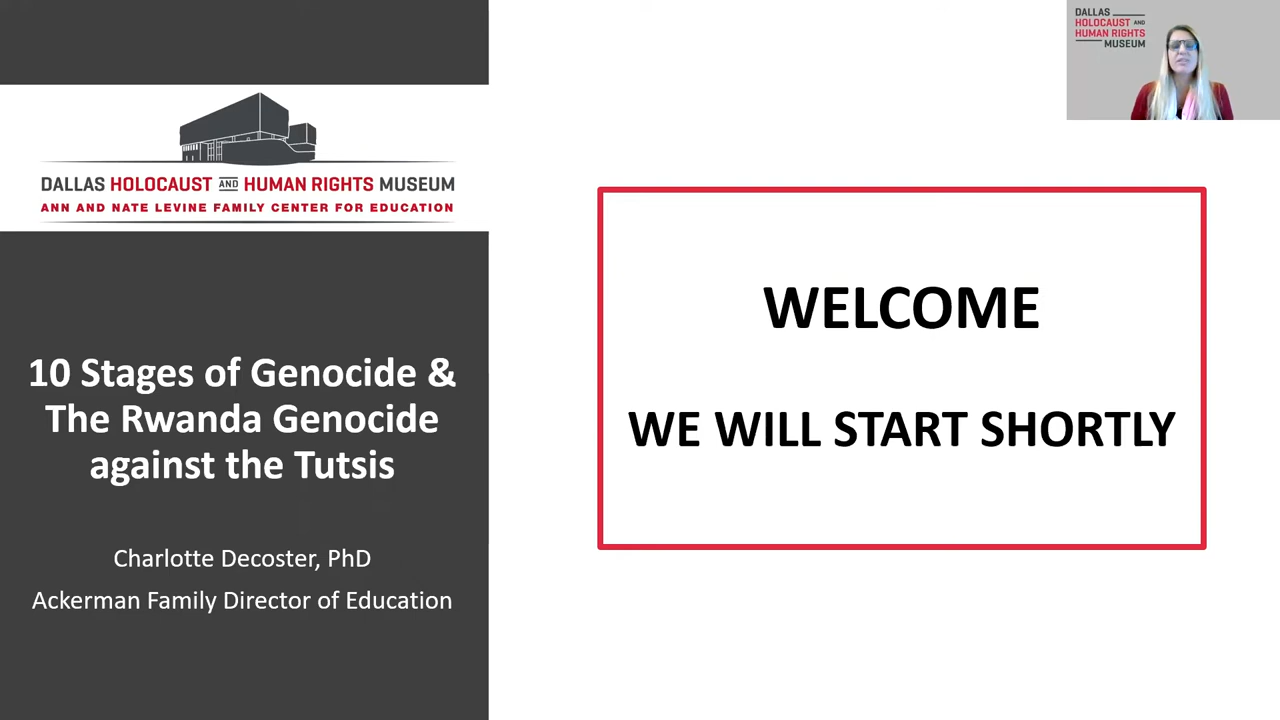 DALLAS HOLOCAUST AND HUMAN RIGHTS MUSEUM
ANN AND NATE LEVINE FAMILY CENTER FOR EDUCATION
10 Stages of Genocide &
The Rwanda Genocide
against the Tutsis
Charlotte Decoster, PhD
Ackerman Family Director of Education
WELCOME
WE WILL START SHORTLY
DALLAS
HOLOCAUST AND
HUMAN RIGHTS
MUSEUM